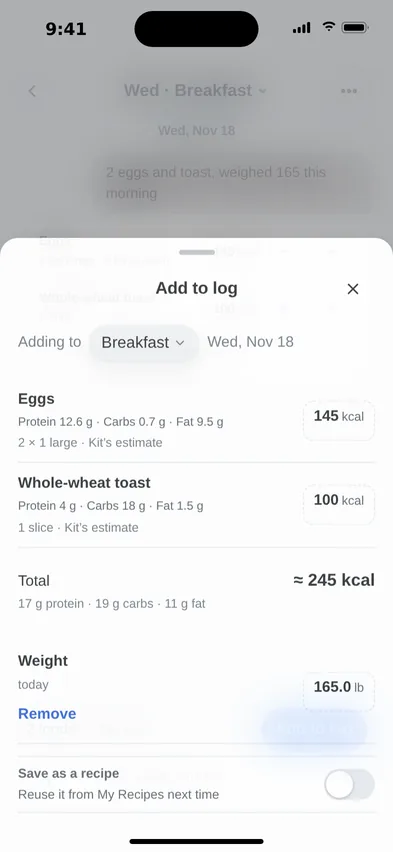 9:41
Wed · Breakfast
Wed, Nov 18
2 eggs and toast, weighed 165 this
morning
Eggs
Add to log
Adding to Breakfast Wed, Nov 18
Eggs
145 kcal
Protein 12.6 g · Carbs 0.7 g · Fat 9.5 g
2 × 1 large · Kit's estimate
Whole-wheat toast
100 kcal
Protein 4 g · Carbs 18 g · Fat 1.5 g
1 slice · Kit's estimate
Total
≈ 245 kcal
17 g protein · 19 g carbs · 11 g fat
Weight
today
165.0 lb
Remove
Save as a recipe
Reuse it from My Recipes next time